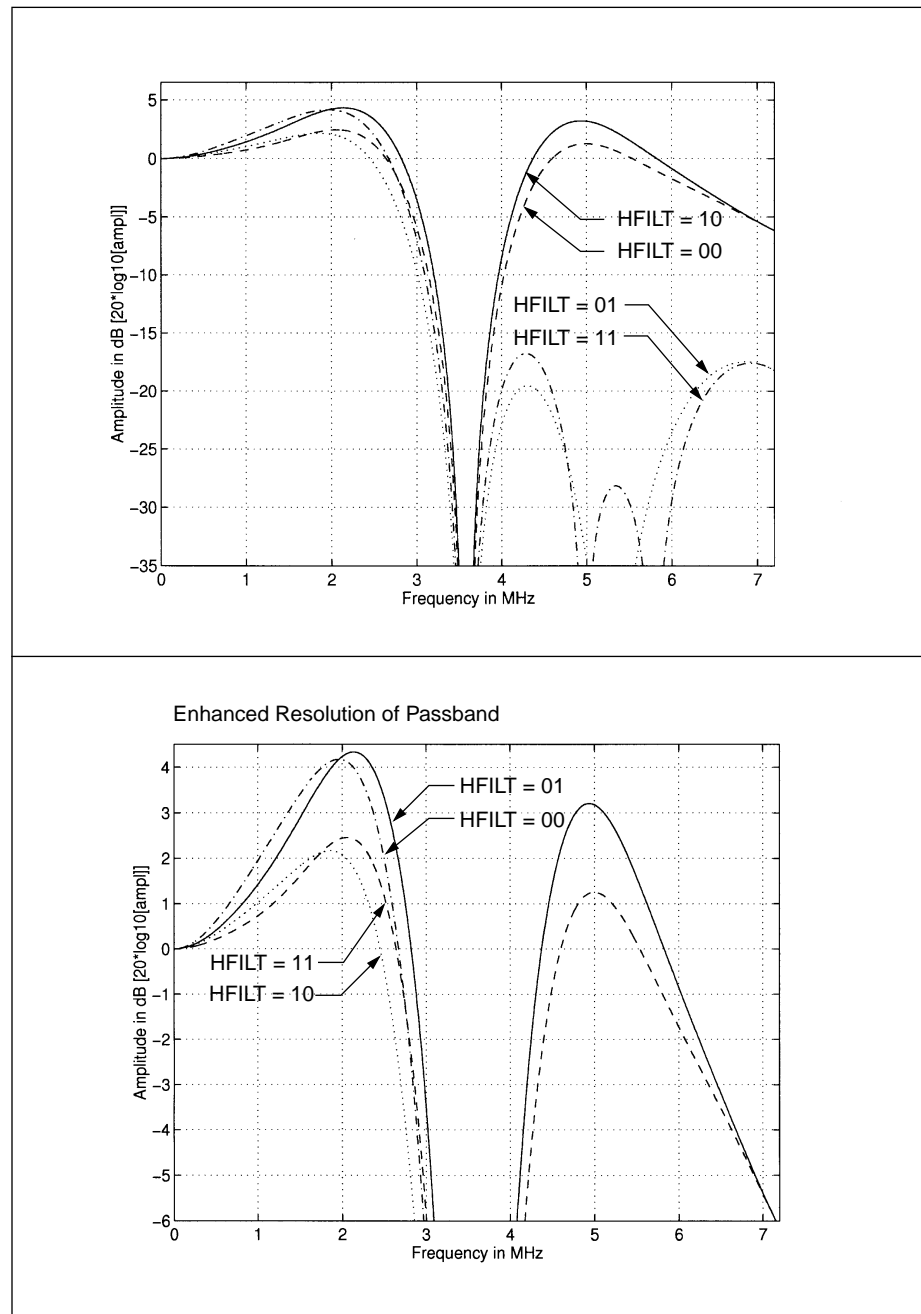 5
0
−5
−10
−15
−20
−25
−30
−35
Amplitude in dB [20*log10[ampl]]
HFILT = 10
HFILT = 00
HFILT = 01
HFILT = 11
0 1 2 3 4 5 6 7
Frequency in MHz
Enhanced Resolution of Passband
4
3
2
1
0
−1
−2
−3
−4
−5
−6
Amplitude in dB [20*log10[ampl]]
HFILT = 01
HFILT = 00
HFILT = 11
HFILT = 10
0 1 2 3 4 5 6 7
Frequency in MHz